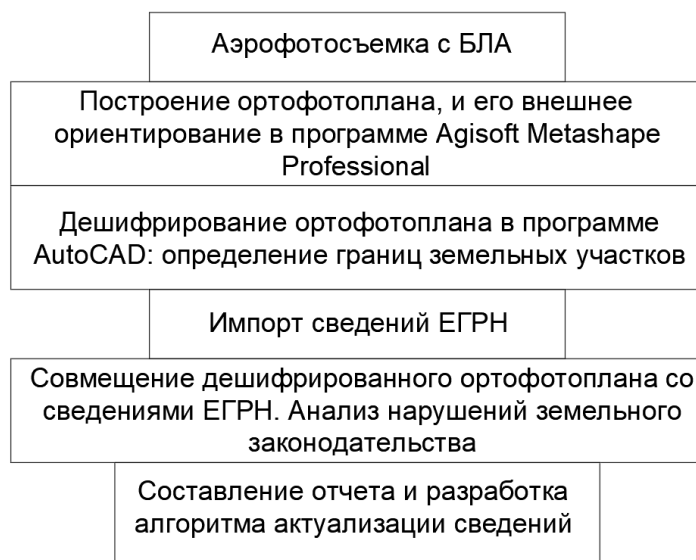 Аэрофотосъемка с БЛА
Построение ортофотоплана, и его внешнее
ориентирование в программе Agisoft Metashape
Professional
Дешифрирование ортофотоплана в программе
AutoCAD: определение границ земельных участков
Импорт сведений ЕГРН
Совмещение дешифрированного ортофотоплана со
сведениями ЕГРН. Анализ нарушений земельного
законодательства
Составление отчета и разработка
алгоритма актуализации сведений